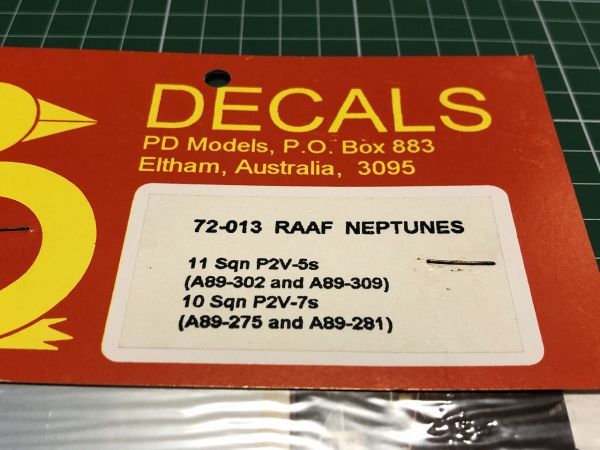 DECALS
PD Models, P.O. Box 883
Eltham, Australia, 3095
72-013 RAAF NEPTUNES
11 Sqn P2V-5s
(A89-302 and A89-309)
10 Sqn P2V-7s
(A89-275 and A89-281)